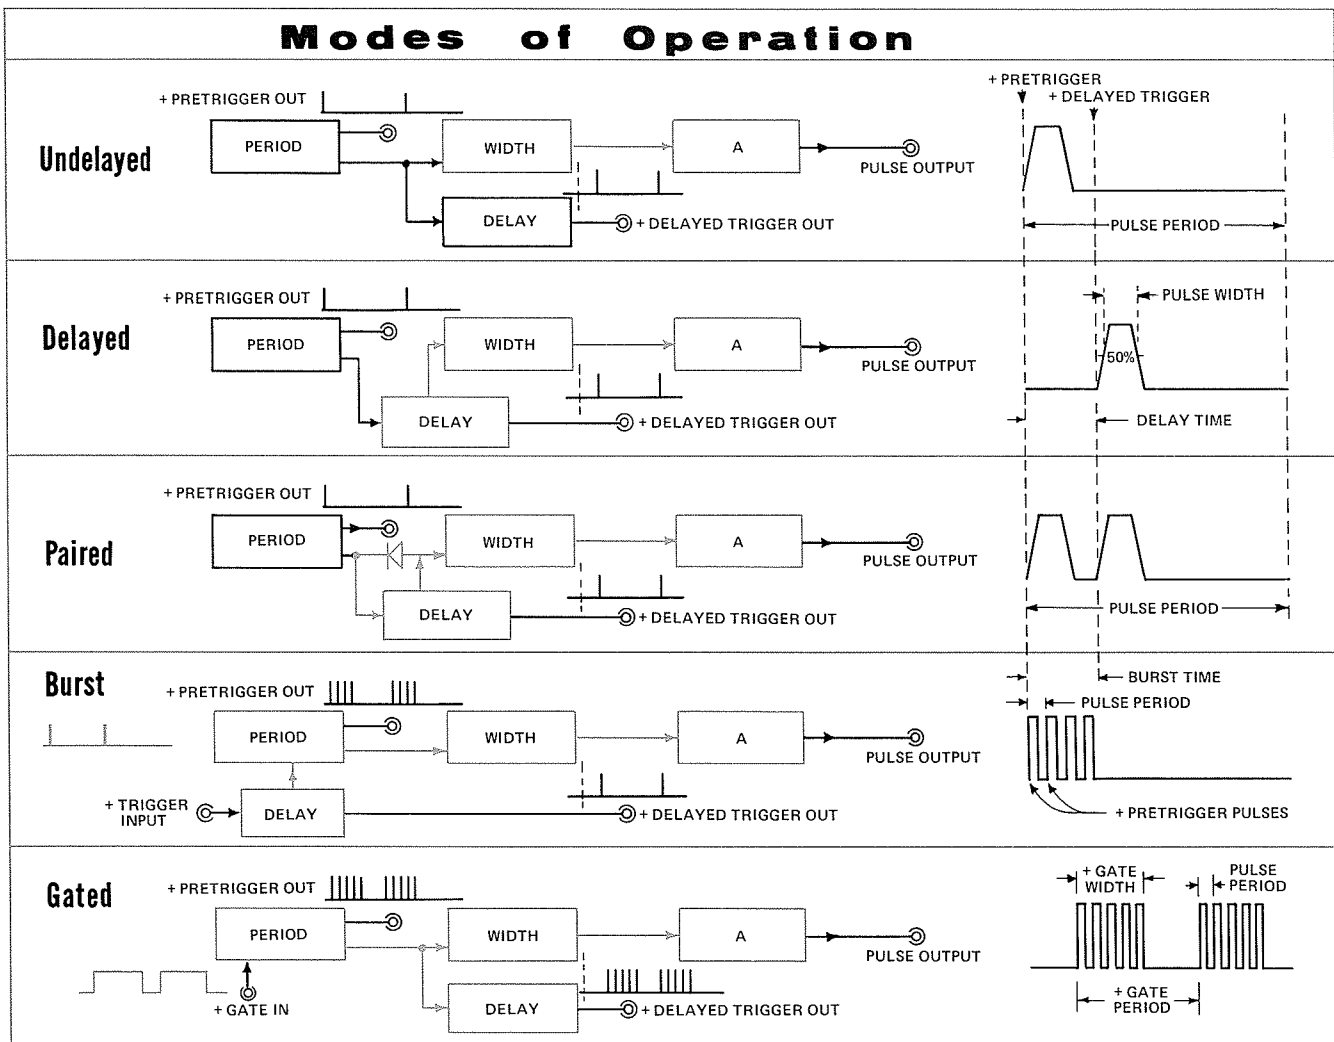 Modes of Operation
Undelayed
+ PRETRIGGER OUT
PERIOD
WIDTH
A
PULSE OUTPUT
DELAY
+ DELAYED TRIGGER OUT
+ PRETRIGGER
+ DELAYED TRIGGER
PULSE PERIOD
Delayed
+ PRETRIGGER OUT
PERIOD
WIDTH
A
PULSE OUTPUT
DELAY
+ DELAYED TRIGGER OUT
PULSE WIDTH
50%
DELAY TIME
Paired
+ PRETRIGGER OUT
PERIOD
WIDTH
A
PULSE OUTPUT
DELAY
+ DELAYED TRIGGER OUT
PULSE PERIOD
Burst
+ PRETRIGGER OUT
PERIOD
WIDTH
A
PULSE OUTPUT
+ TRIGGER
INPUT
DELAY
+ DELAYED TRIGGER OUT
BURST TIME
PULSE PERIOD
+ PRETRIGGER PULSES
Gated
+ PRETRIGGER OUT
PERIOD
WIDTH
A
PULSE OUTPUT
+ GATE IN
DELAY
+ DELAYED TRIGGER OUT
+ GATE
WIDTH
PULSE
PERIOD
+ GATE
PERIOD